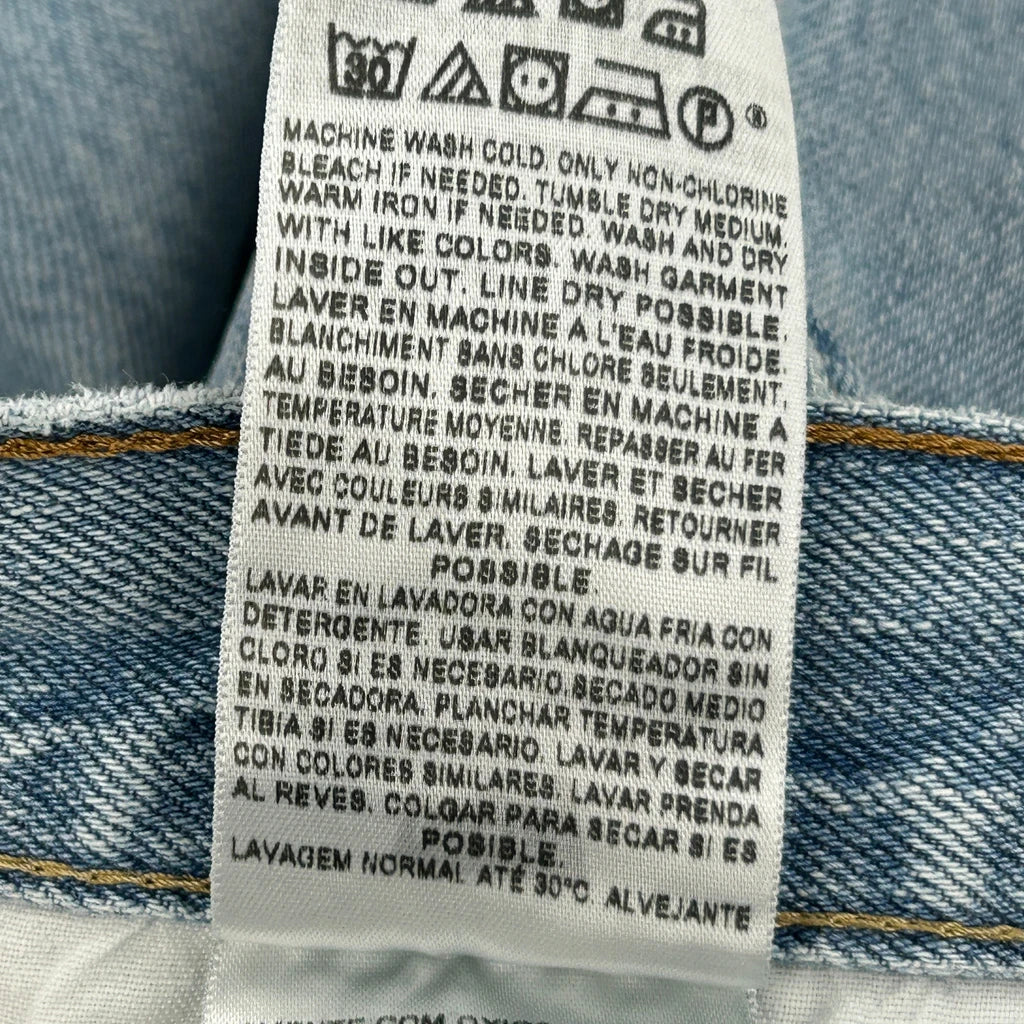 30 P ®
MACHINE WASH COLD. ONLY NON-CHLORINE
BLEACH IF NEEDED. TUMBLE DRY MEDIUM.
WARM IRON IF NEEDED. WASH AND DRY
WITH LIKE COLORS. WASH GARMENT
INSIDE OUT. LINE DRY POSSIBLE.
LAVER EN MACHINE A L'EAU FROIDE.
BLANCHIMENT SANS CHLORE SEULEMENT,
AU BESOIN. SECHER EN MACHINE A
TEMPERATURE MOYENNE. REPASSER AU FER
TIEDE AU BESOIN. LAVER ET SECHER
AVEC COULEURS SIMILAIRES. RETOURNER
AVANT DE LAVER. SECHAGE SUR FIL
POSSIBLE.
LAVAR EN LAVADORA CON AGUA FRIA CON
DETERGENTE. USAR BLANQUEADOR SIN
CLORO SI ES NECESARIO. SECADO MEDIO
EN SECADORA. PLANCHAR TEMPERATURA
TIBIA SI ES NECESARIO. LAVAR Y SECAR
CON COLORES SIMILARES. LAVAR PRENDA
AL REVES. COLGAR PARA SECAR SI ES
POSIBLE.
LAVAGEM NORMAL ATÉ 30°C. ALVEJANTE